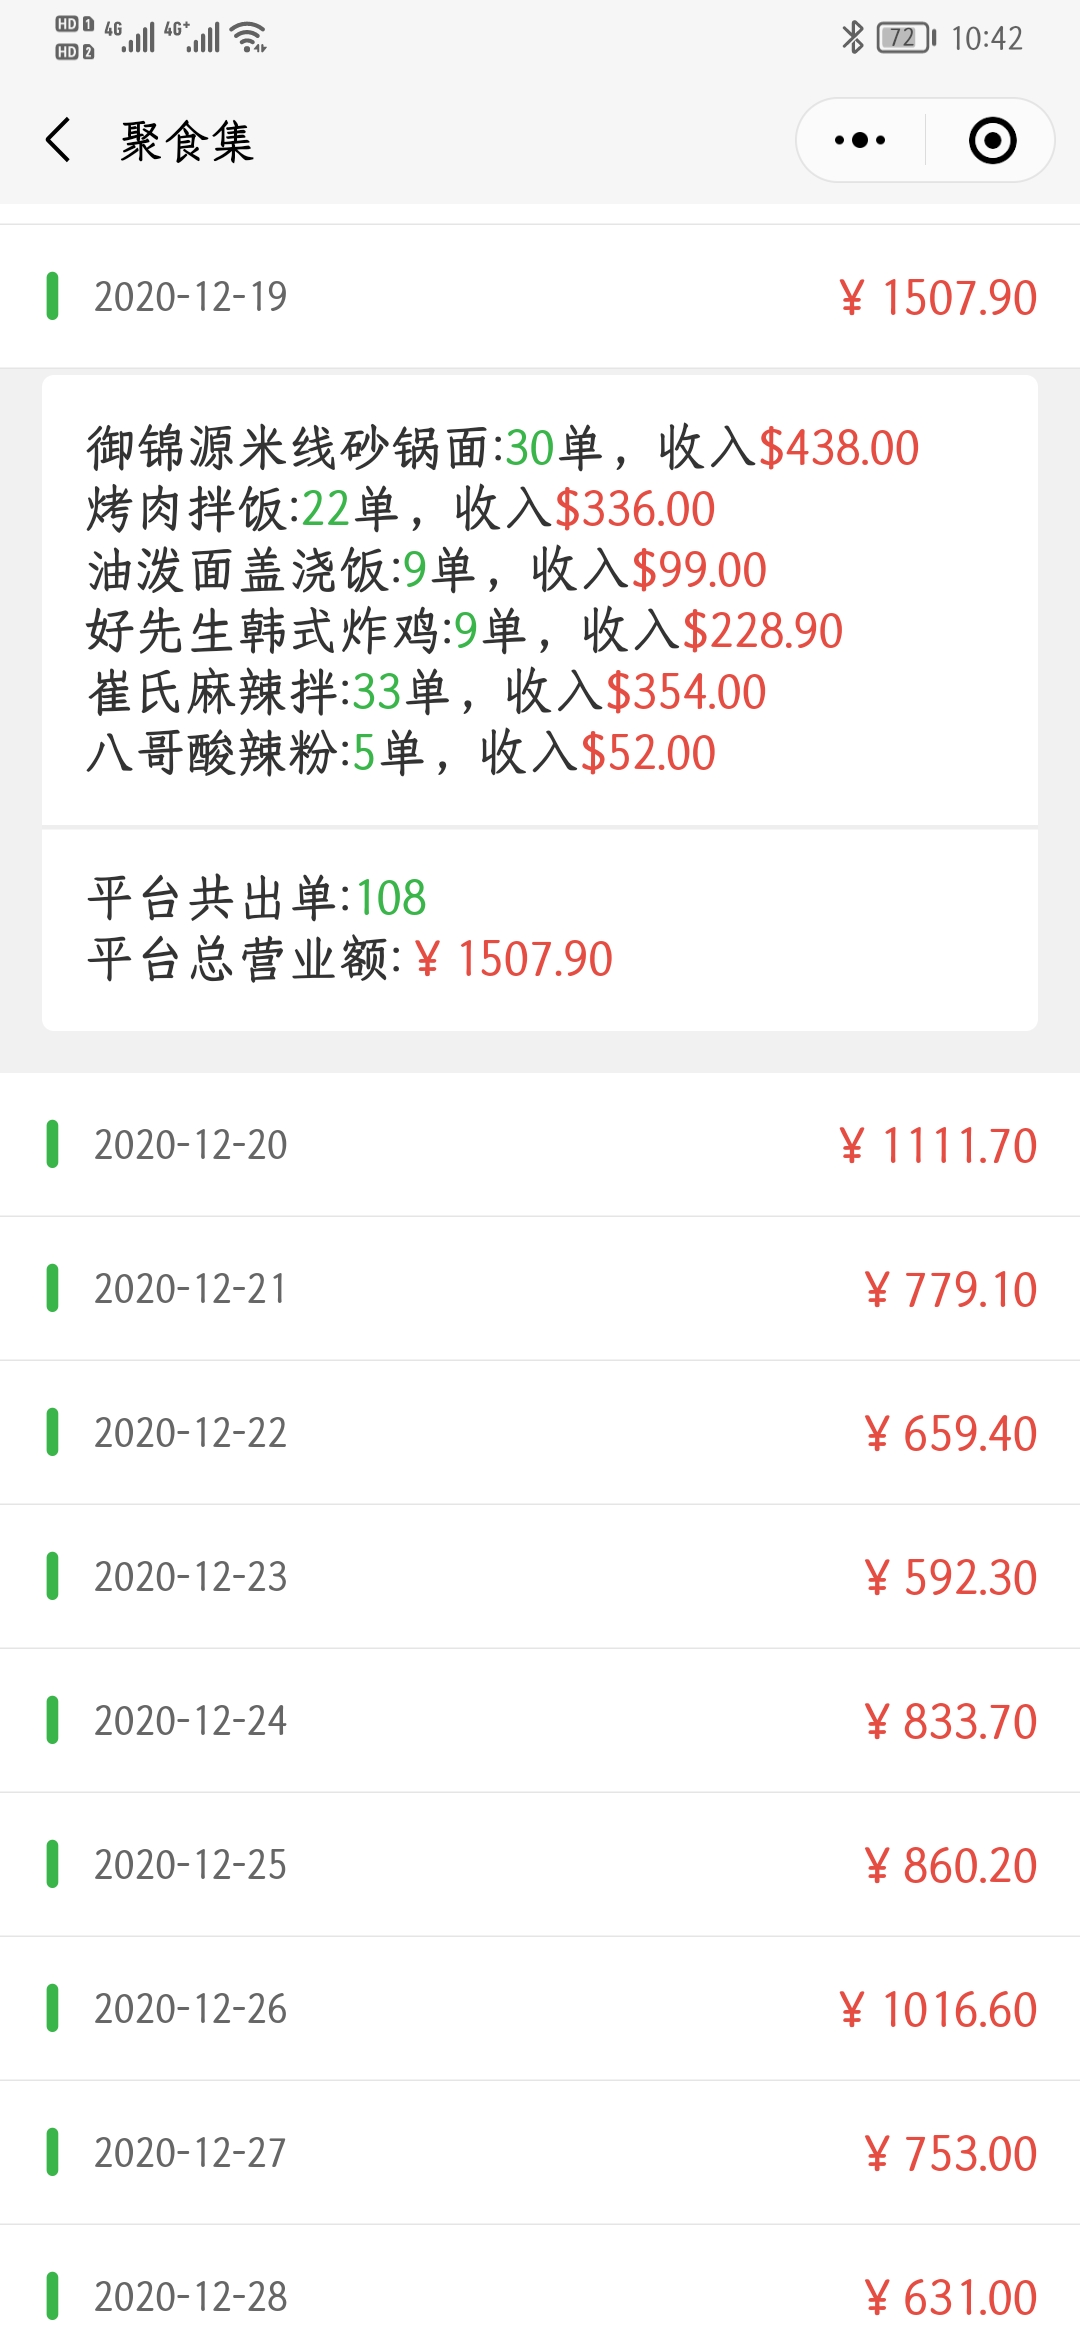 HD 1 4G 4G+ 72 10:42
HD 2
聚食集
2020-12-19 ¥ 1507.90
御锦源米线砂锅面:30单，收入$438.00
烤肉拌饭:22单，收入$336.00
油泼面盖浇饭:9单，收入$99.00
好先生韩式炸鸡:9单，收入$228.90
崔氏麻辣拌:33单，收入$354.00
八哥酸辣粉:5单，收入$52.00
平台共出单:108
平台总营业额:¥ 1507.90
2020-12-20 ¥ 1111.70
2020-12-21 ¥ 779.10
2020-12-22 ¥ 659.40
2020-12-23 ¥ 592.30
2020-12-24 ¥ 833.70
2020-12-25 ¥ 860.20
2020-12-26 ¥ 1016.60
2020-12-27 ¥ 753.00
2020-12-28 ¥ 631.00